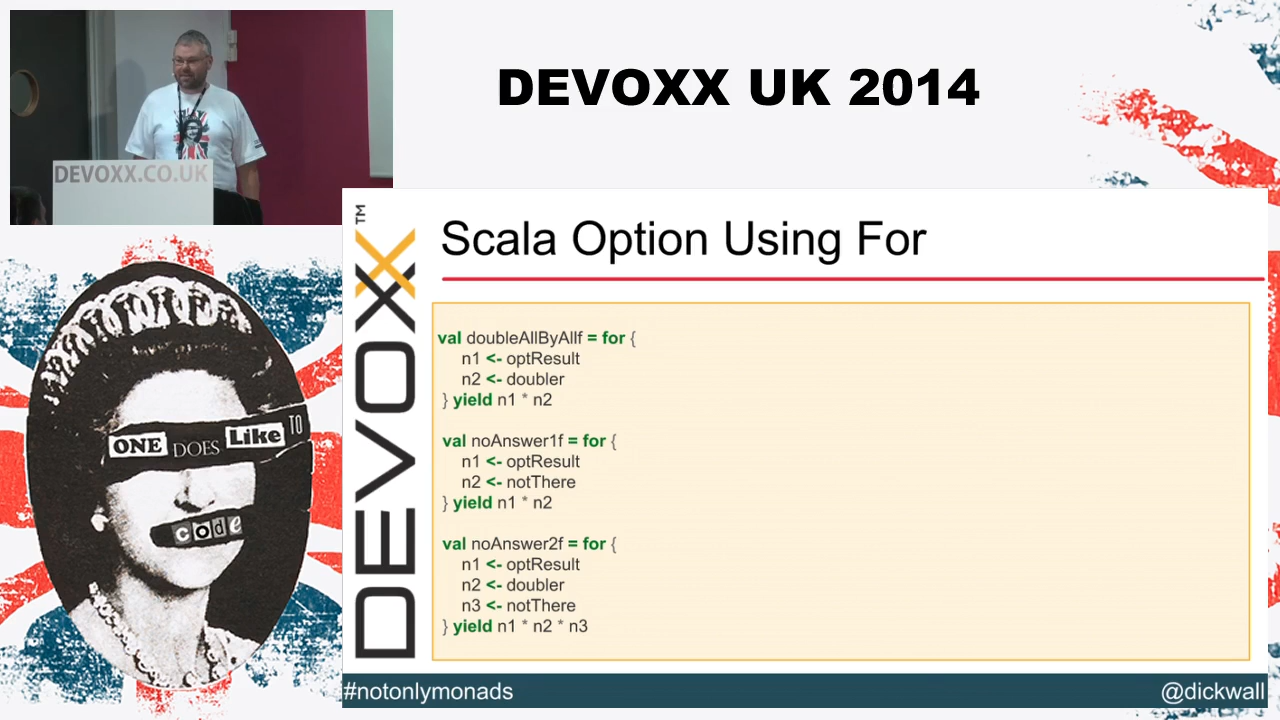 DEVOXX UK 2014
DEVOXX.CO.UK
DEVOXX™
Scala Option Using For
val doubleAllByAllf = for {
n1 <- optResult
n2 <- doubler
} yield n1 * n2
val noAnswer1f = for {
n1 <- optResult
n2 <- notThere
} yield n1 * n2
val noAnswer2f = for {
n1 <- optResult
n2 <- doubler
n3 <- notThere
} yield n1 * n2 * n3
ONE DOES Like TO
code
#notonlymonads
@dickwall